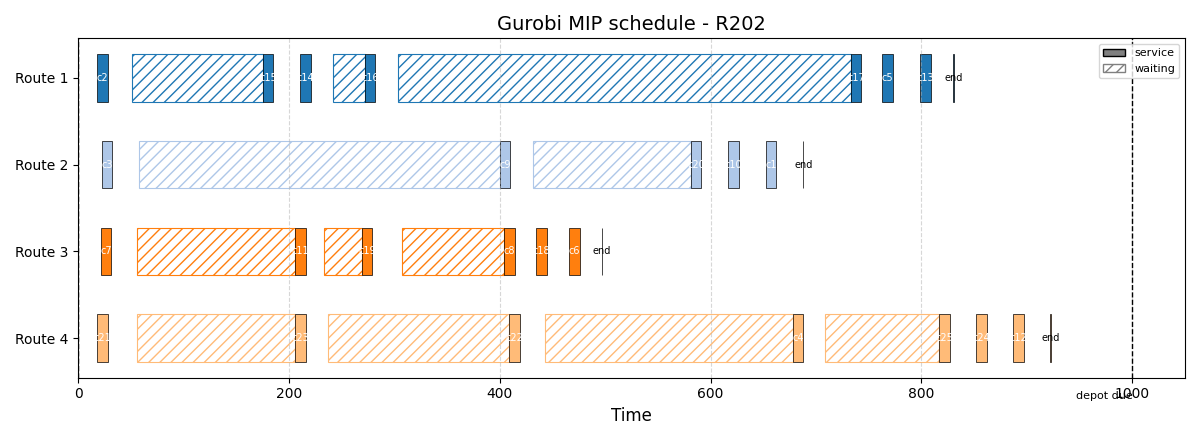 Gurobi MIP schedule - R202
service
waiting
Route 1
c2 c15 c14 c16 c17 c5 c13 end
Route 2
c3 c9 c20 c10 c1 end
Route 3
c7 c11 c19 c8 c18 c6 end
Route 4
c21 c23 c22 c4 c25 c24 c12 end
0 200 400 600 800 1000
depot due
Time